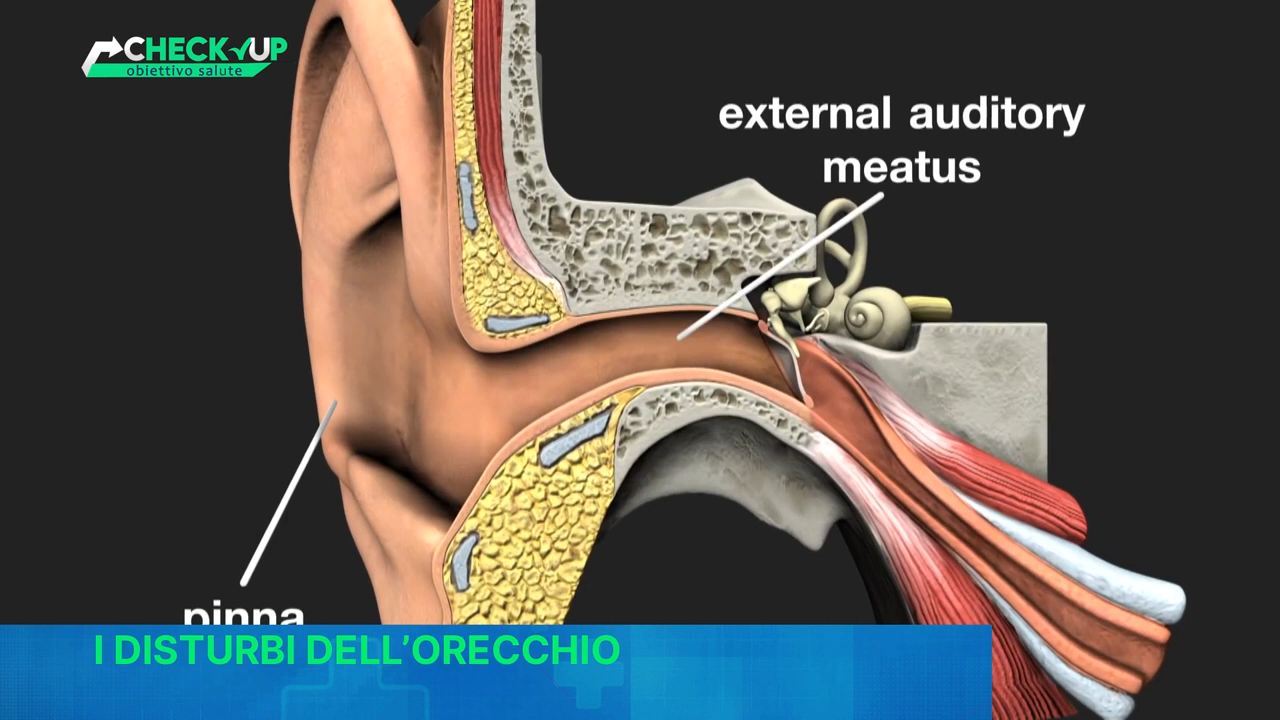 CHECK UP
obiettivo salute
external auditory
meatus
pinna
I DISTURBI DELL'ORECCHIO